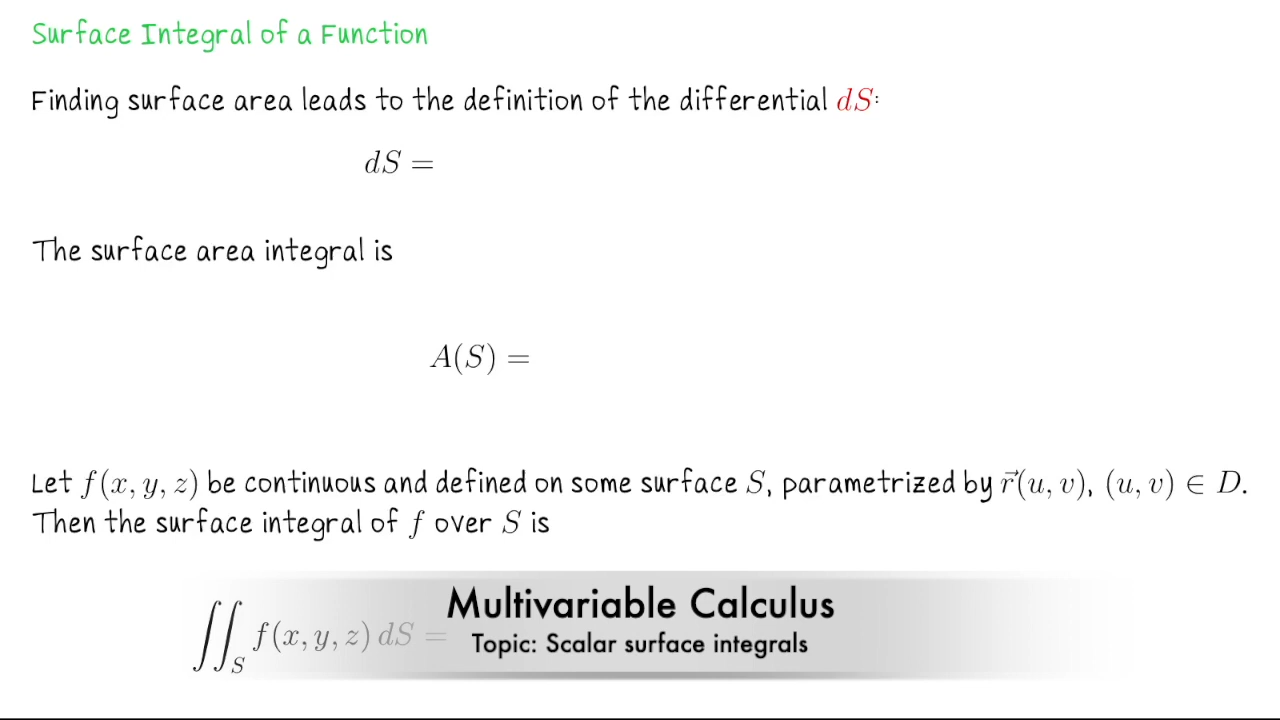 Surface Integral of a Function
Finding surface area leads to the definition of the differential dS:
dS =
The surface area integral is
A(S) =
Let f(x, y, z) be continuous and defined on some surface S, parametrized by r⃗(u, v), (u, v) ∈ D.
Then the surface integral of f over S is
∬_S f(x, y, z) dS =
Multivariable Calculus
Topic: Scalar surface integrals